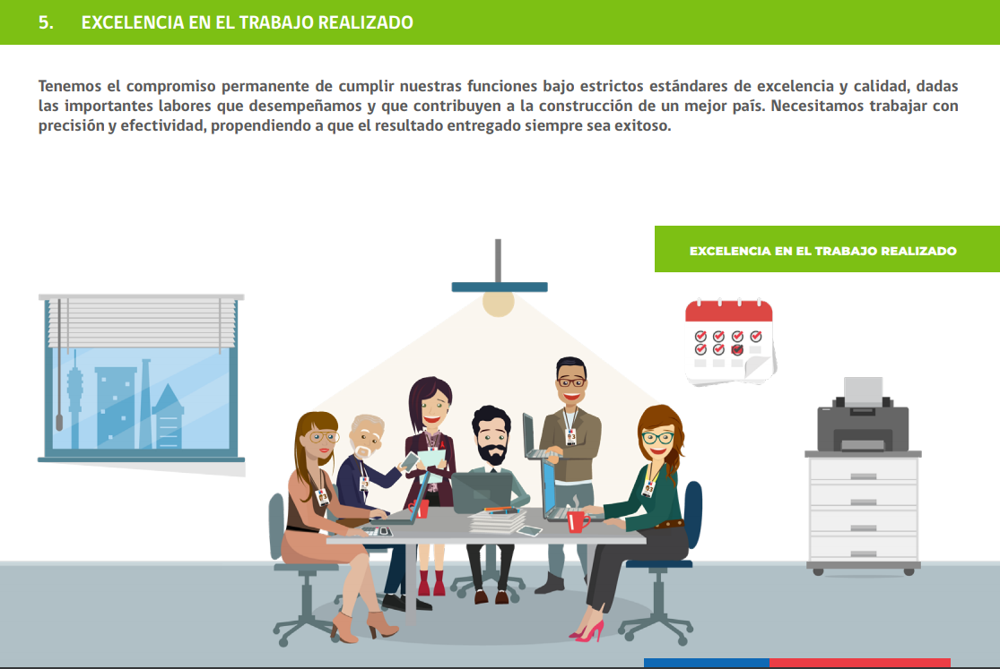 5. EXCELENCIA EN EL TRABAJO REALIZADO
Tenemos el compromiso permanente de cumplir nuestras funciones bajo estrictos estándares de excelencia y calidad, dadas
las importantes labores que desempeñamos y que contribuyen a la construcción de un mejor país. Necesitamos trabajar con
precisión y efectividad, propendiendo a que el resultado entregado siempre sea exitoso.
EXCELENCIA EN EL TRABAJO REALIZADO